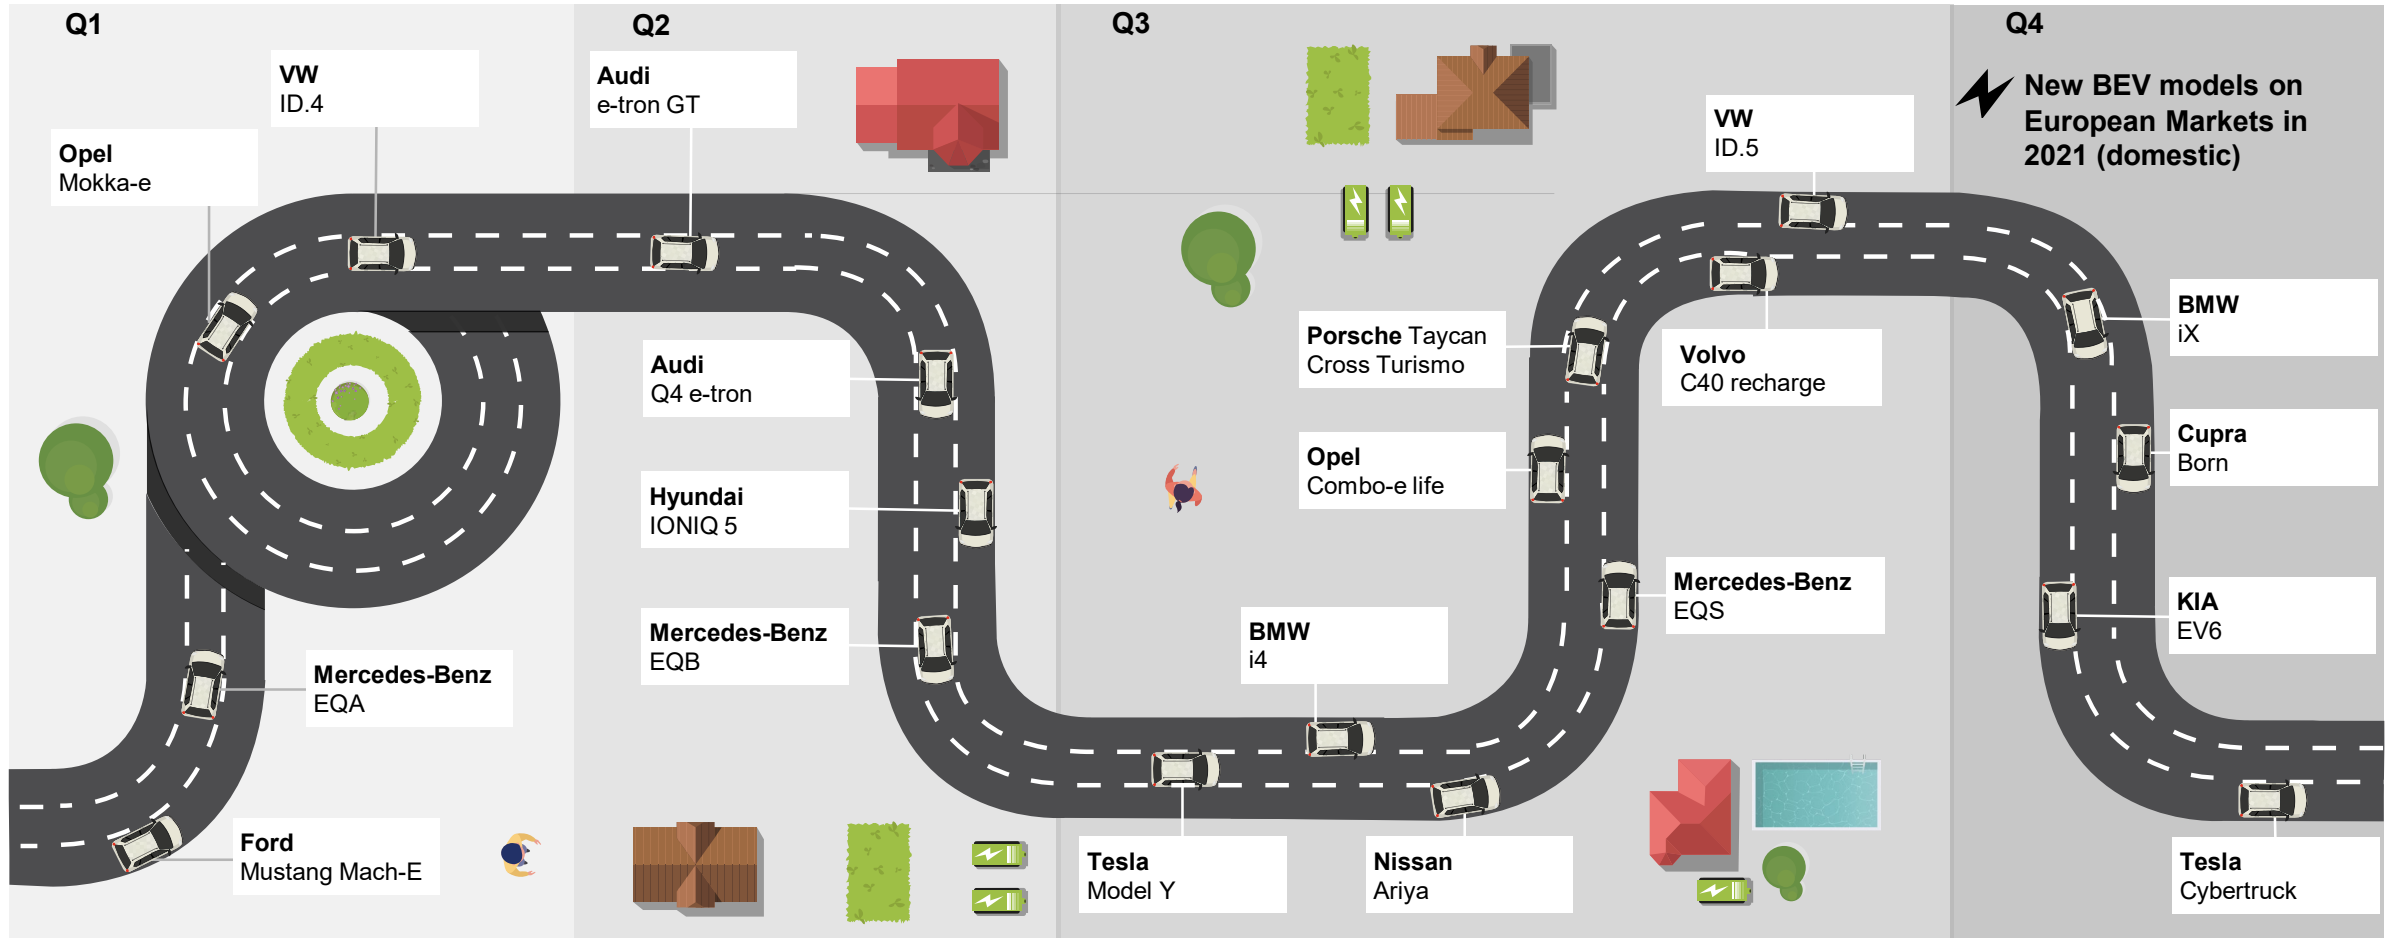 Q1
Q2
Q3
Q4
New BEV models on
European Markets in
2021 (domestic)
Ford
Mustang Mach-E
Mercedes-Benz
EQA
Opel
Mokka-e
VW
ID.4
Audi
e-tron GT
Audi
Q4 e-tron
Hyundai
IONIQ 5
Mercedes-Benz
EQB
Tesla
Model Y
BMW
i4
Nissan
Ariya
Mercedes-Benz
EQS
Opel
Combo-e life
Porsche Taycan
Cross Turismo
Volvo
C40 recharge
VW
ID.5
BMW
iX
Cupra
Born
KIA
EV6
Tesla
Cybertruck